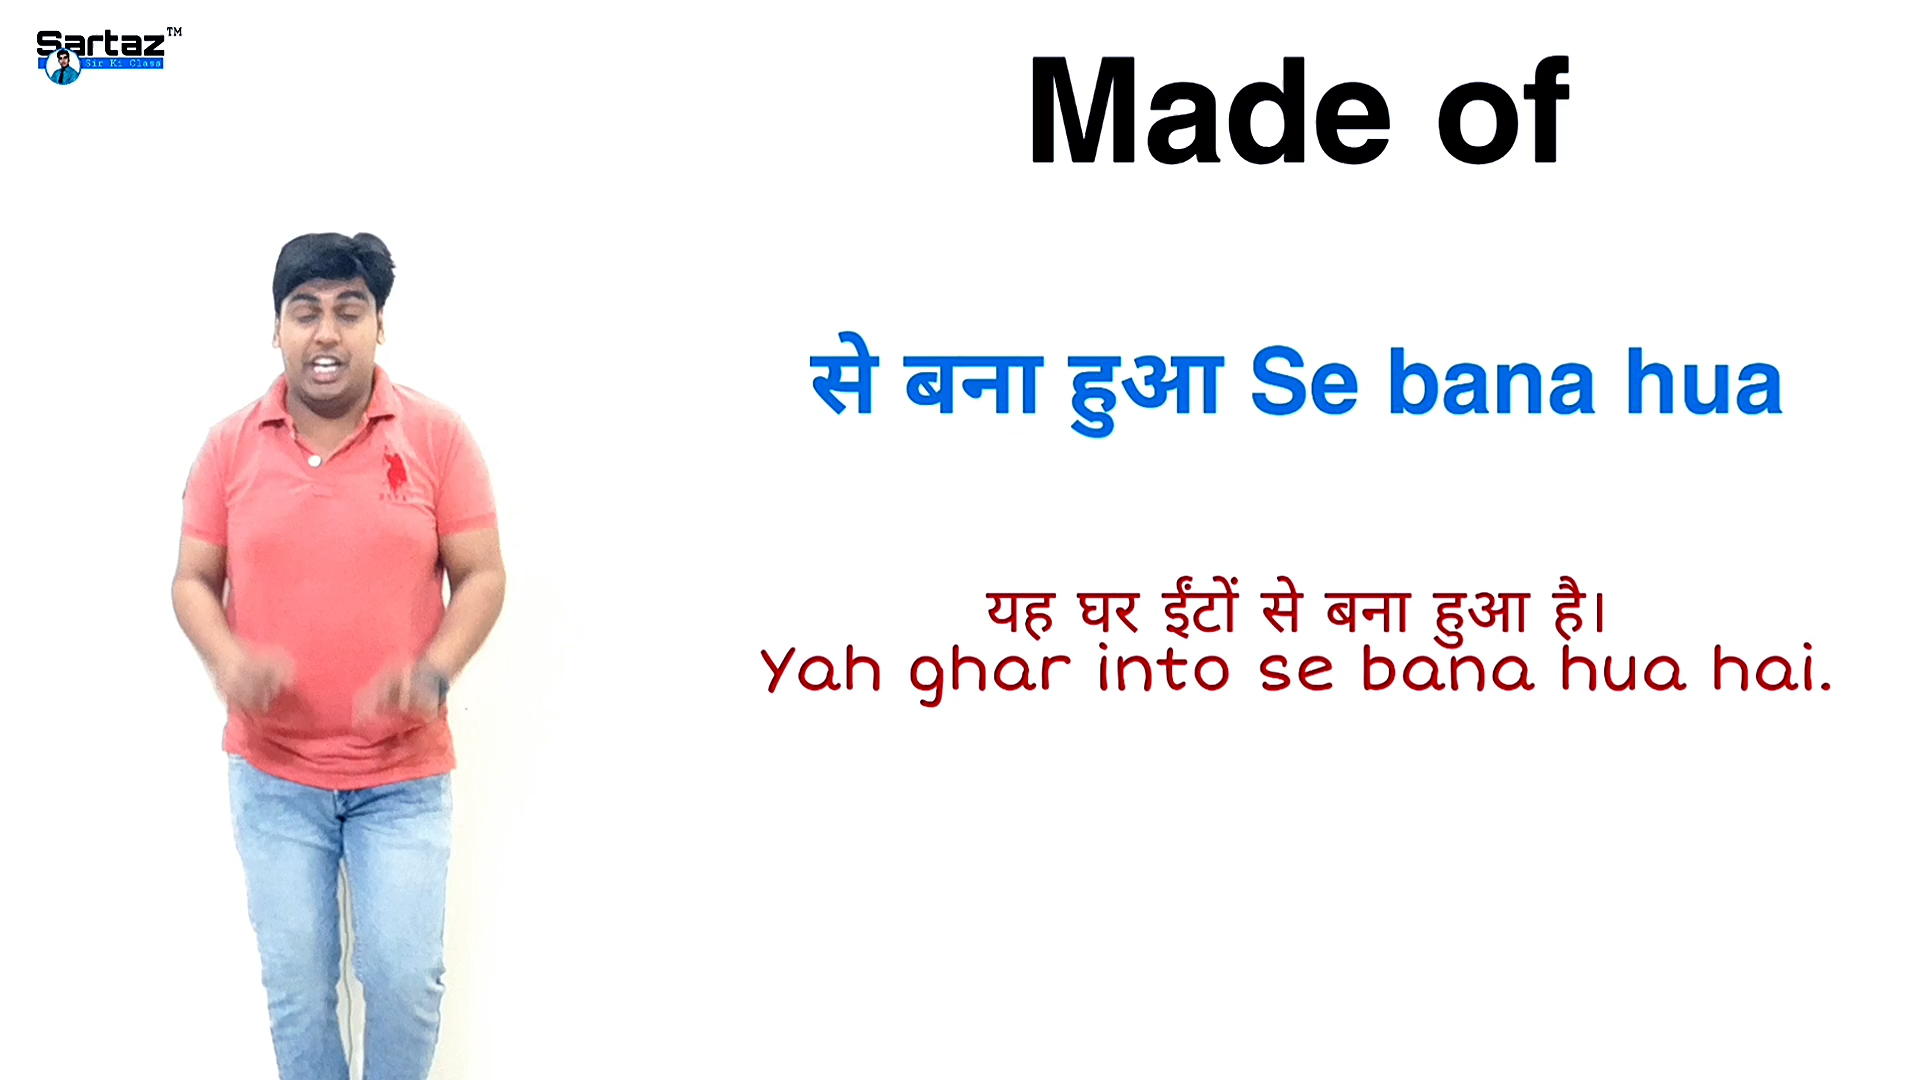 Sartaz™
Sir Ki Class
Made of
से बना हुआ Se bana hua
यह घर ईंटों से बना हुआ है।
Yah ghar into se bana hua hai.